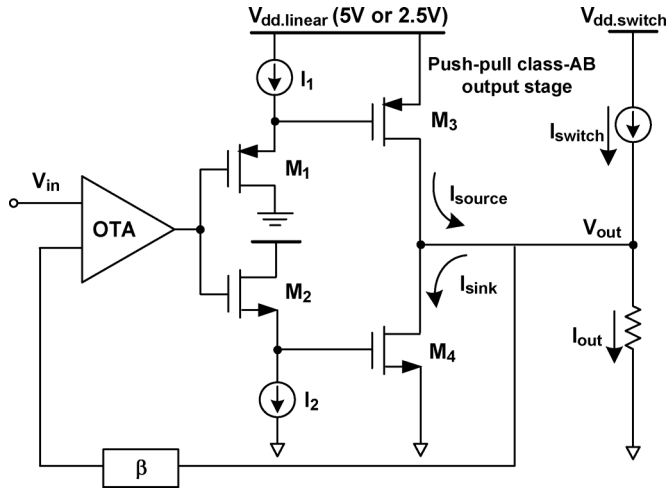 Vdd.linear (5V or 2.5V)
Vdd.switch
I1
Push-pull class-AB
output stage
M3
Iswitch
M1
Vin
OTA
Isource
Vout
M2
Isink
Iout
M4
I2
β